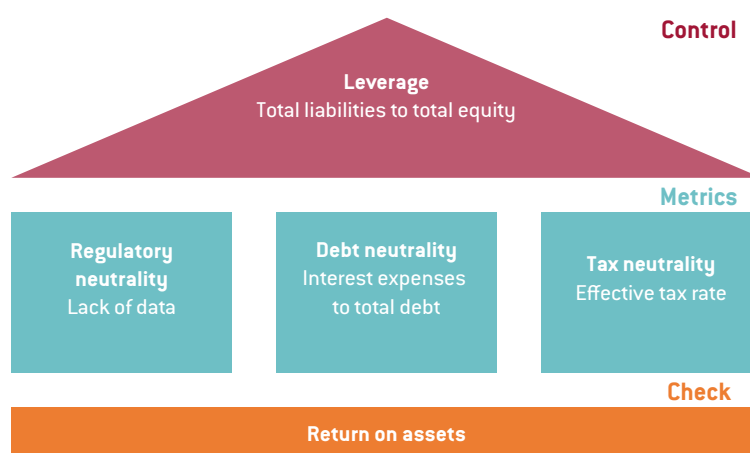 Control
Leverage
Total liabilities to total equity
Metrics
Regulatory
neutrality
Lack of data
Debt neutrality
Interest expenses
to total debt
Tax neutrality
Effective tax rate
Check
Return on assets